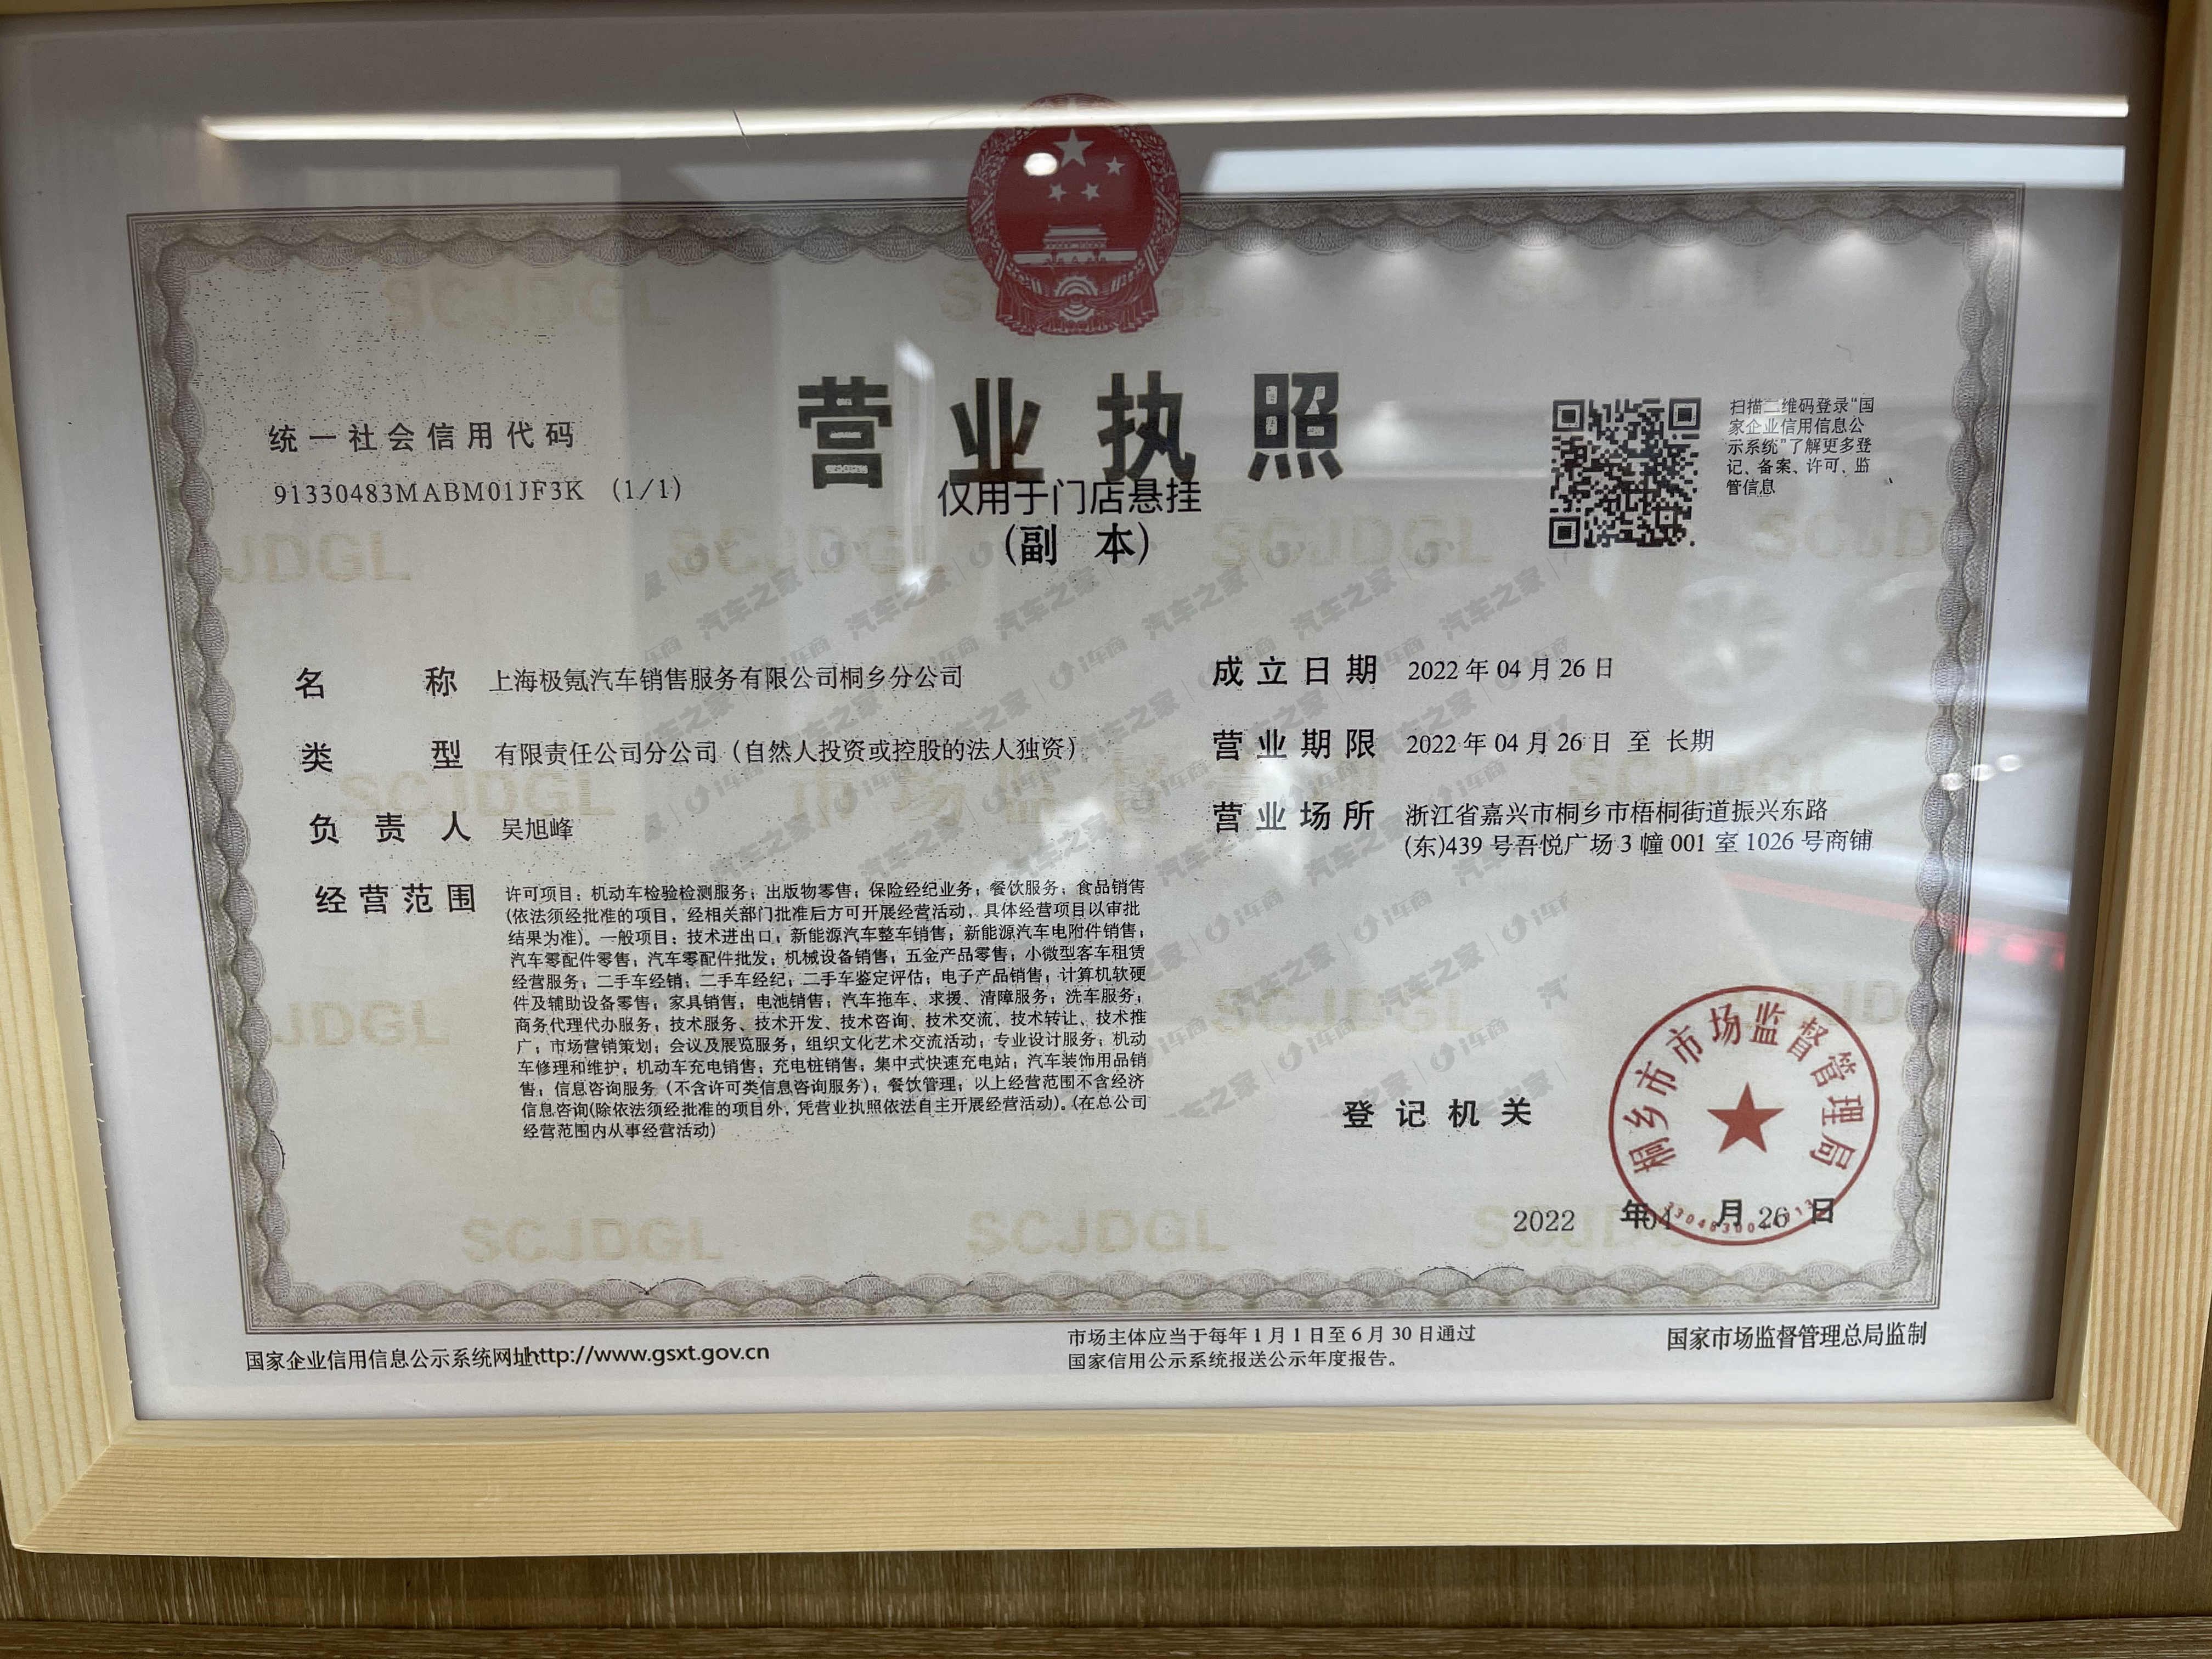 营业执照
仅用于门店悬挂
(副 本)
统一社会信用代码
91330483MABM01JF3K (1/1)
扫描二维码登录“国
家企业信用信息公
示系统”了解更多登
记、备案、许可、监
管信息
名 称 上海极氪汽车销售服务有限公司桐乡分公司
类 型 有限责任公司分公司（自然人投资或控股的法人独资）
负 责 人 吴旭峰
经 营 范 围 许可项目：机动车检验检测服务；出版物零售；保险经纪业务；餐饮服务；食品销售
(依法须经批准的项目，经相关部门批准后方可开展经营活动，具体经营项目以审批
结果为准)。一般项目：技术进出口；新能源汽车整车销售；新能源汽车电附件销售；
汽车零配件零售；汽车零配件批发；机械设备销售；五金产品零售；小微型客车租赁
经营服务；二手车经销；二手车经纪；二手车鉴定评估；电子产品销售；计算机软硬
件及辅助设备零售；家具销售；电池销售；汽车拖车、求援、清障服务；洗车服务；
商务代理代办服务；技术服务、技术开发、技术咨询、技术交流、技术转让、技术推
广；市场营销策划；会议及展览服务；组织文化艺术交流活动；专业设计服务；机动
车修理和维护；机动车充电销售；充电桩销售；集中式快速充电站；汽车装饰用品销
售；信息咨询服务（不含许可类信息咨询服务）；餐饮管理；以上经营范围不含经济
信息咨询(除依法须经批准的项目外，凭营业执照依法自主开展经营活动)。(在总公司
经营范围内从事经营活动)
成 立 日 期 2022 年 04 月 26 日
营 业 期 限 2022 年 04 月 26 日 至 长期
营 业 场 所 浙江省嘉兴市桐乡市梧桐街道振兴东路
(东)439 号吾悦广场 3 幢 001 室 1026 号商铺
登 记 机 关
桐乡市市场监督管理局
2022 年 04 月 26 日
国家企业信用信息公示系统网址http://www.gsxt.gov.cn
市场主体应当于每年 1 月 1 日至 6 月 30 日通过
国家信用公示系统报送公示年度报告。
国家市场监督管理总局监制
SCJDGL
汽车之家
i车商